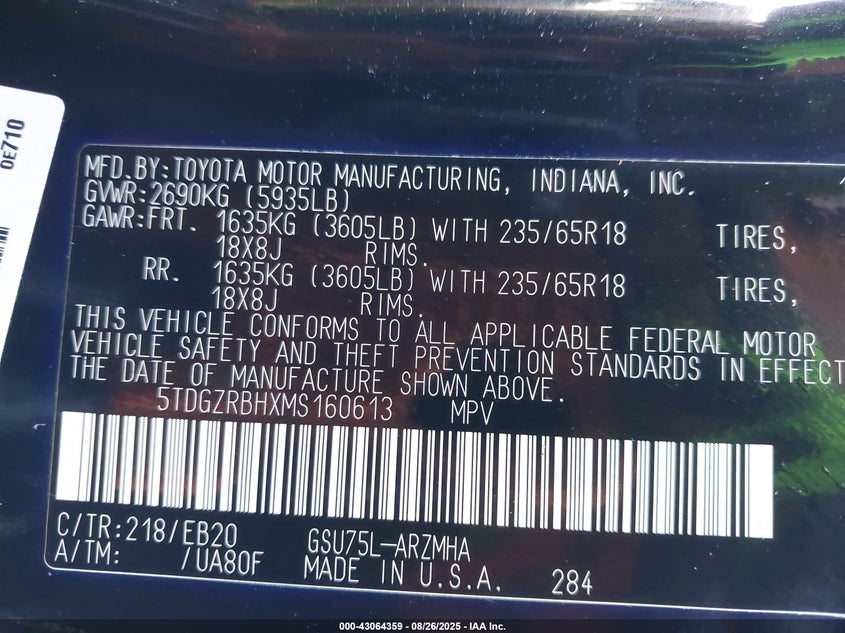 OE710
MFD.BY:TOYOTA MOTOR MANUFACTURING, INDIANA, INC.
GVWR:2690KG (5935LB)
GAWR:FRT. 1635KG (3605LB) WITH 235/65R18 TIRES,
18X8J RIMS.
RR. 1635KG (3605LB) WITH 235/65R18 TIRES,
18X8J RIMS.
THIS VEHICLE CONFORMS TO ALL APPLICABLE FEDERAL MOTOR
VEHICLE SAFETY AND THEFT PREVENTION STANDARDS IN EFFECT
THE DATE OF MANUFACTURE SHOWN ABOVE.
5TDGZRBHXMS160613 MPV
C/TR:218/EB20 GSU75L-ARZMHA
A/TM: /UA80F MADE IN U.S.A. 284
000-43064359 - 08/26/2025 - IAA Inc.